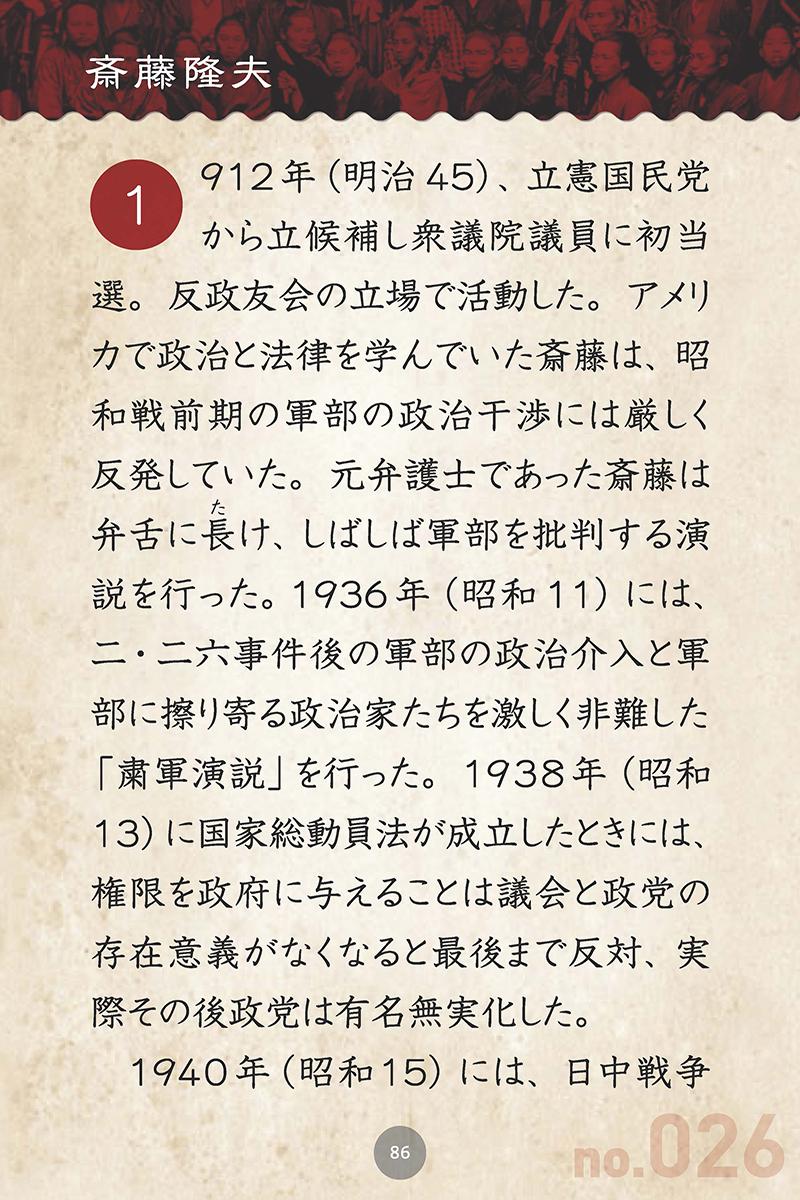 斎藤隆夫
1912年（明治45）、立憲国民党
から立候補し衆議院議員に初当
選。反政友会の立場で活動した。アメリ
カで政治と法律を学んでいた斎藤は、昭
和戦前期の軍部の政治干渉には厳しく
反発していた。元弁護士であった斎藤は
た
弁舌に長け、しばしば軍部を批判する演
説を行った。1936年（昭和11）には、
二・二六事件後の軍部の政治介入と軍
部に擦り寄る政治家たちを激しく非難した
「粛軍演説」を行った。1938年（昭和
13）に国家総動員法が成立したときには、
権限を政府に与えることは議会と政党の
存在意義がなくなると最後まで反対、実
際その後政党は有名無実化した。
1940年（昭和15）には、日中戦争
86
no.026